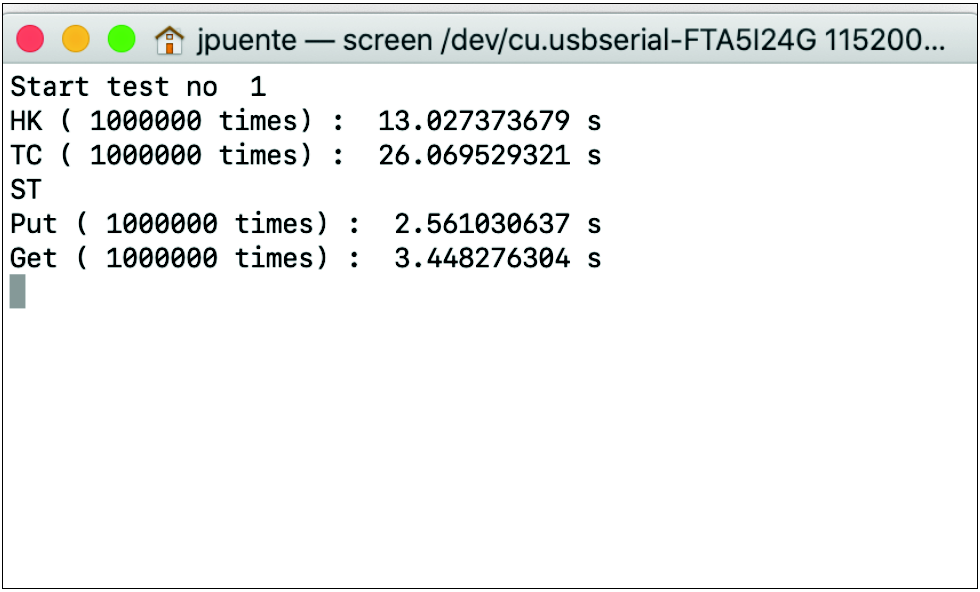 jpuente — screen /dev/cu.usbserial-FTA5I24G 115200...
Start test no  1
HK ( 1000000 times) :  13.027373679 s
TC ( 1000000 times) :  26.069529321 s
ST
Put ( 1000000 times) :  2.561030637 s
Get ( 1000000 times) :  3.448276304 s